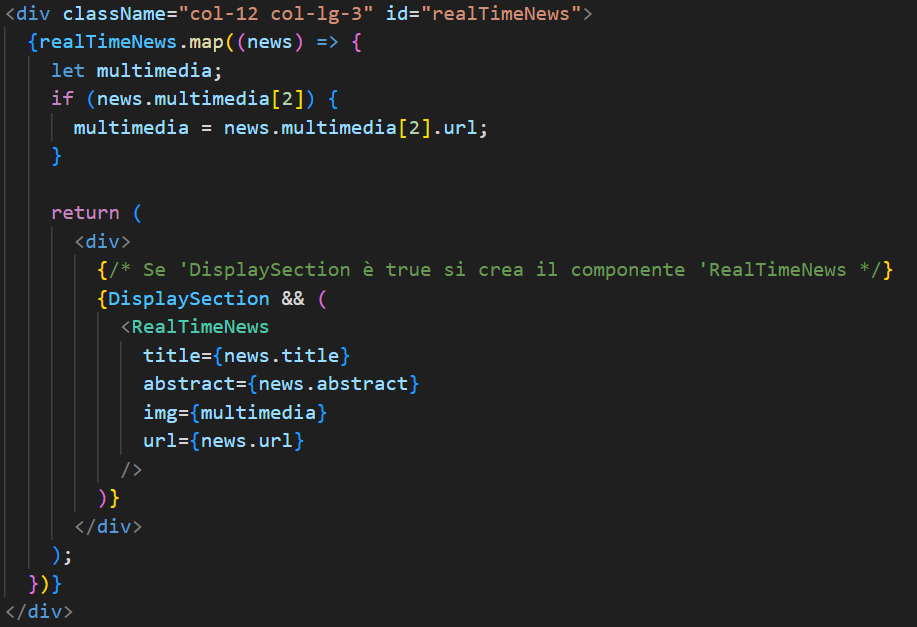 <div className="col-12 col-lg-3" id="realTimeNews">
  {realTimeNews.map((news) => {
    let multimedia;
    if (news.multimedia[2]) {
      multimedia = news.multimedia[2].url;
    }

    return (
      <div>
        {/* Se 'DisplaySection è true si crea il componente 'RealTimeNews */}
        {DisplaySection && (
          <RealTimeNews
            title={news.title}
            abstract={news.abstract}
            img={multimedia}
            url={news.url}
          />
        )}
      </div>
    );
  })}
</div>